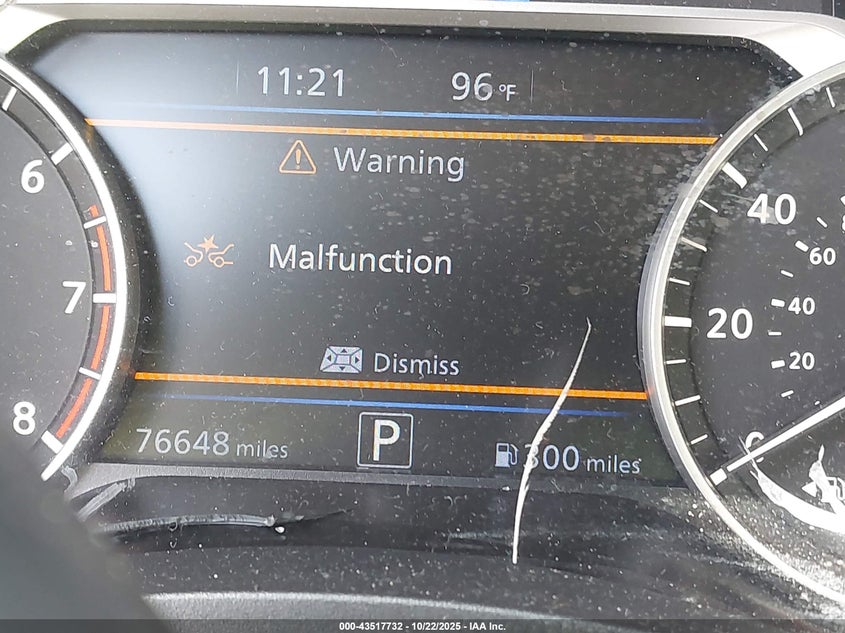 11:21 96 °F
Warning
Malfunction
Dismiss
76648 miles P 300 miles
6
7
8
40
20
0
60
40
20
000-43517732 - 10/22/2025 - IAA Inc.